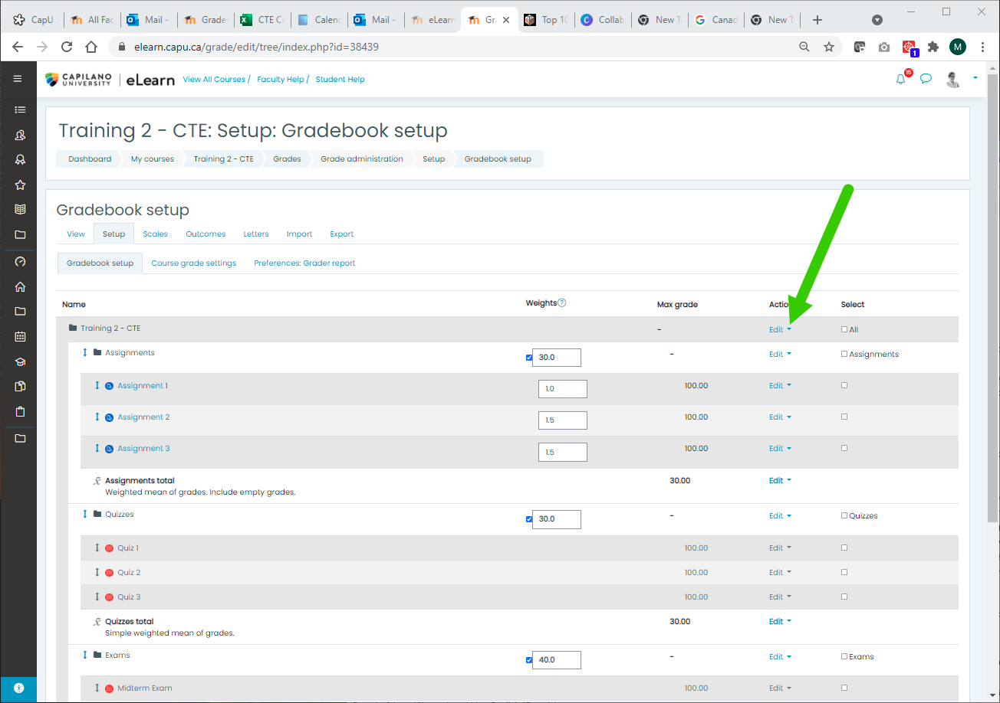 CapU
All Fac
Mail -
Grade
CTE Co
Calenc
Mail -
eLearn
Gra
Top 10
Collab
New T
Canad
New T
elearn.capu.ca/grade/edit/tree/index.php?id=38439
1
M
CAPILANO UNIVERSITY
eLearn
View All Courses / Faculty Help / Student Help
15
Training 2 - CTE: Setup: Gradebook setup
Dashboard My courses Training 2 - CTE Grades Grade administration Setup Gradebook setup
Gradebook setup
View Setup Scales Outcomes Letters Import Export
Gradebook setup Course grade settings Preferences: Grader report
Name Weights ? Max grade Actio Select
Training 2 - CTE - Edit All
Assignments 30.0 - Edit Assignments
Assignment 1 1.0 100.00 Edit
Assignment 2 1.5 100.00 Edit
Assignment 3 1.5 100.00 Edit
Assignments total 30.00 Edit
Weighted mean of grades. Include empty grades.
Quizzes 30.0 - Edit Quizzes
Quiz 1 100.00 Edit
Quiz 2 100.00 Edit
Quiz 3 100.00 Edit
Quizzes total 30.00 Edit
Simple weighted mean of grades.
Exams 40.0 - Edit Exams
Midterm Exam 100.00 Edit